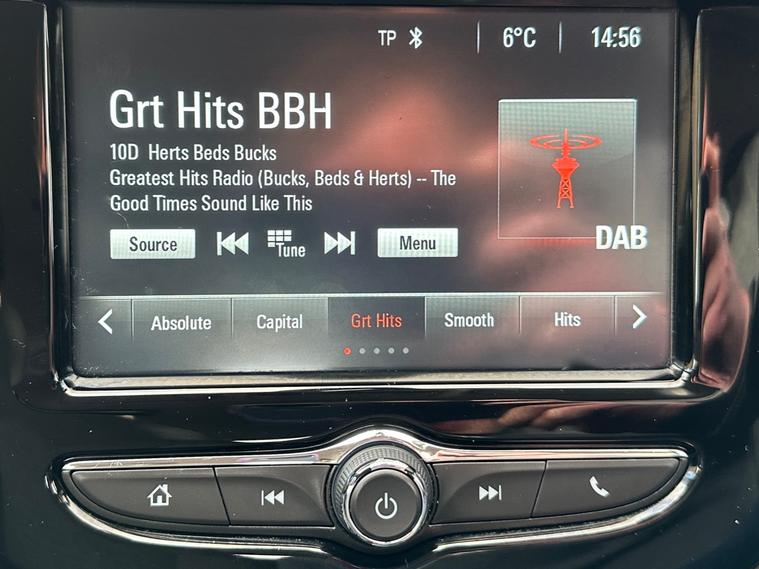 TP 6°C 14:56
Grt Hits BBH
10D Herts Beds Bucks
Greatest Hits Radio (Bucks, Beds & Herts) -- The
Good Times Sound Like This
Source Tune Menu
DAB
Absolute Capital Grt Hits Smooth Hits